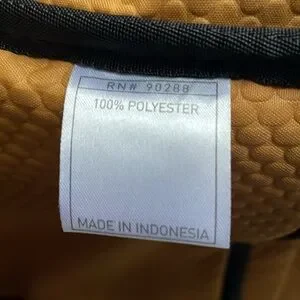 RN# 90288
100% POLYESTER
MADE IN INDONESIA